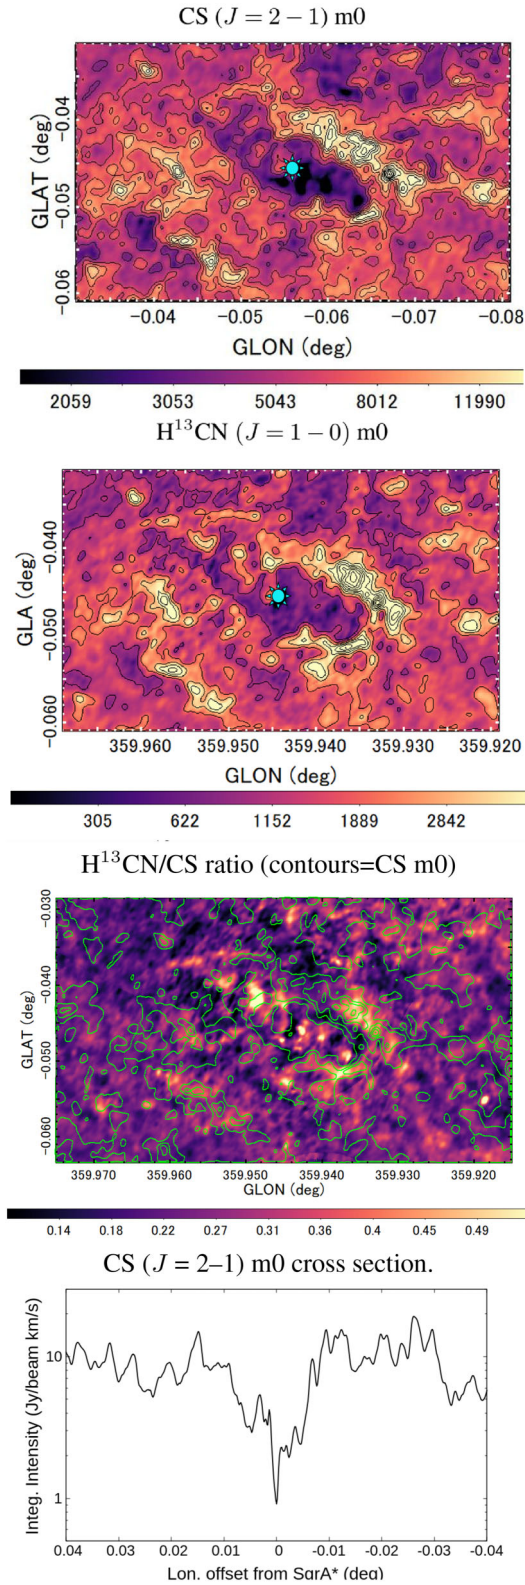 CS (J = 2 − 1) m0
GLAT (deg)
−0.04
−0.05
−0.06
−0.04 −0.05 −0.06 −0.07 −0.08
GLON (deg)
2059 3053 5043 8012 11990
H¹³CN (J = 1 − 0) m0
GLA (deg)
−0.040
−0.050
−0.060
359.960 359.950 359.940 359.930 359.920
GLON (deg)
305 622 1152 1889 2842
H¹³CN/CS ratio (contours=CS m0)
GLAT (deg)
−0.030
−0.040
−0.050
−0.060
359.970 359.960 359.950 359.940 359.930 359.920
GLON (deg)
0.14 0.18 0.22 0.27 0.31 0.36 0.4 0.45 0.49
CS (J = 2–1) m0 cross section.
Integ. Intensity (Jy/beam km/s)
10
1
0.04 0.03 0.02 0.01 0 -0.01 -0.02 -0.03 -0.04
Lon. offset from SgrA* (deg)